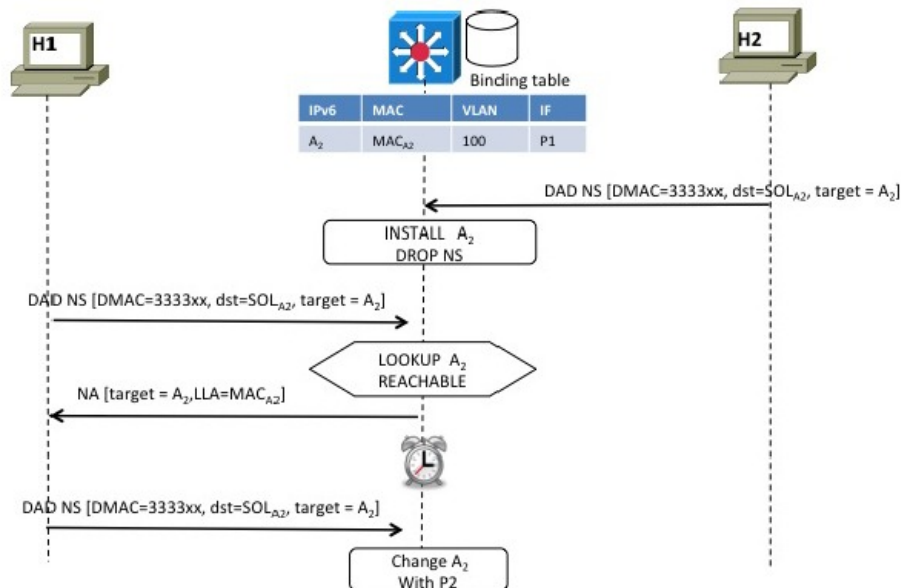 H1
H2
Binding table
IPv6 MAC VLAN IF
A2 MACA2 100 P1
DAD NS [DMAC=3333xx, dst=SOLA2, target = A2]
INSTALL A2
DROP NS
DAD NS [DMAC=3333xx, dst=SOLA2, target = A2]
LOOKUP A2
REACHABLE
NA [target = A2,LLA=MACA2]
DAD NS [DMAC=3333xx, dst=SOLA2, target = A2]
Change A2
With P2